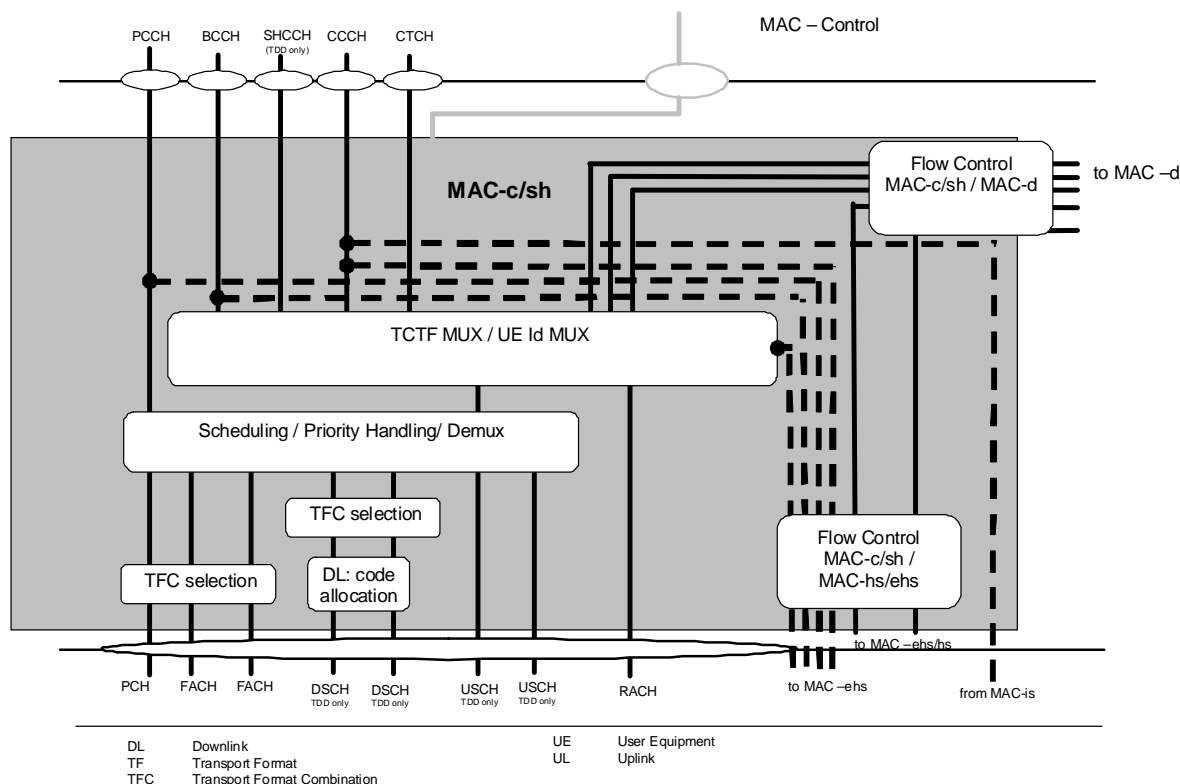 MAC – Control
PCCH
BCCH
SHCCH
(TDD only)
CCCH
CTCH
Flow Control
MAC-c/sh / MAC-d
to MAC –d
MAC-c/sh
TCTF MUX / UE Id MUX
Scheduling / Priority Handling/ Demux
TFC selection
Flow Control
MAC-c/sh /
MAC-hs/ehs
TFC selection
DL: code
allocation
to MAC –ehs/hs
PCH
FACH
FACH
DSCH
TDD only
DSCH
TDD only
USCH
TDD only
USCH
TDD only
RACH
to MAC –ehs
from MAC-is
DL Downlink
TF Transport Format
TFC Transport Format Combination
UE User Equipment
UL Uplink